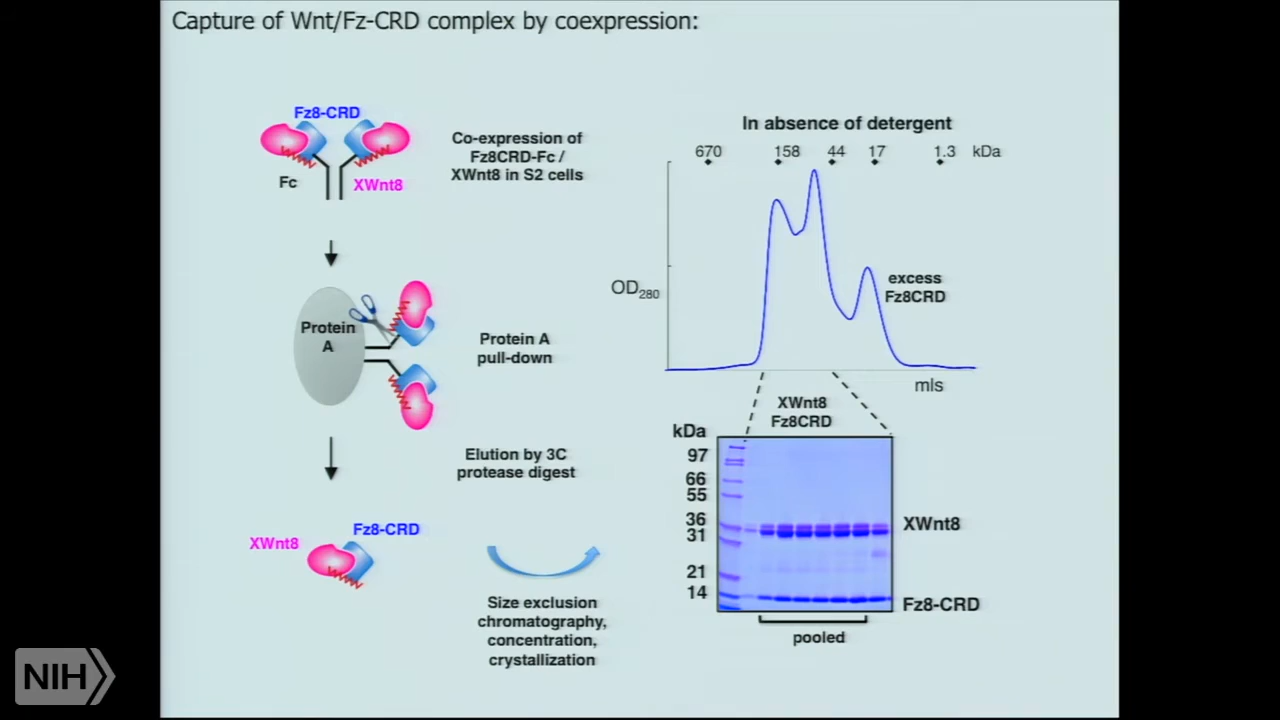 Capture of Wnt/Fz-CRD complex by coexpression:
Fz8-CRD
Fc
XWnt8
Co-expression of
Fz8CRD-Fc /
XWnt8 in S2 cells
Protein
A
Protein A
pull-down
Elution by 3C
protease digest
XWnt8
Fz8-CRD
Size exclusion
chromatography,
concentration,
crystallization
In absence of detergent
670 158 44 17 1.3 kDa
OD280
excess
Fz8CRD
mls
XWnt8
Fz8CRD
kDa
97
66
55
36
31
21
14
XWnt8
Fz8-CRD
pooled
NIH